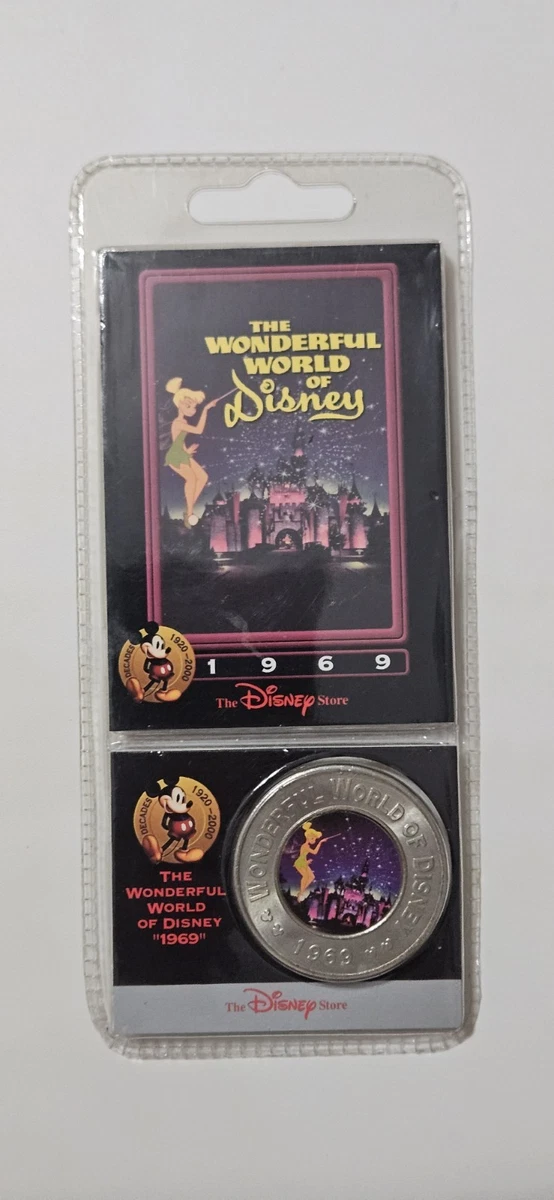 THE
WONDERFUL
WORLD
OF
Disney
DECADES 1920-2000
1 9 6 9
The Disney Store
DECADES 1920-2000
THE
WONDERFUL
WORLD
OF DISNEY
"1969"
WONDERFUL WORLD OF DISNEY
1969
The Disney Store